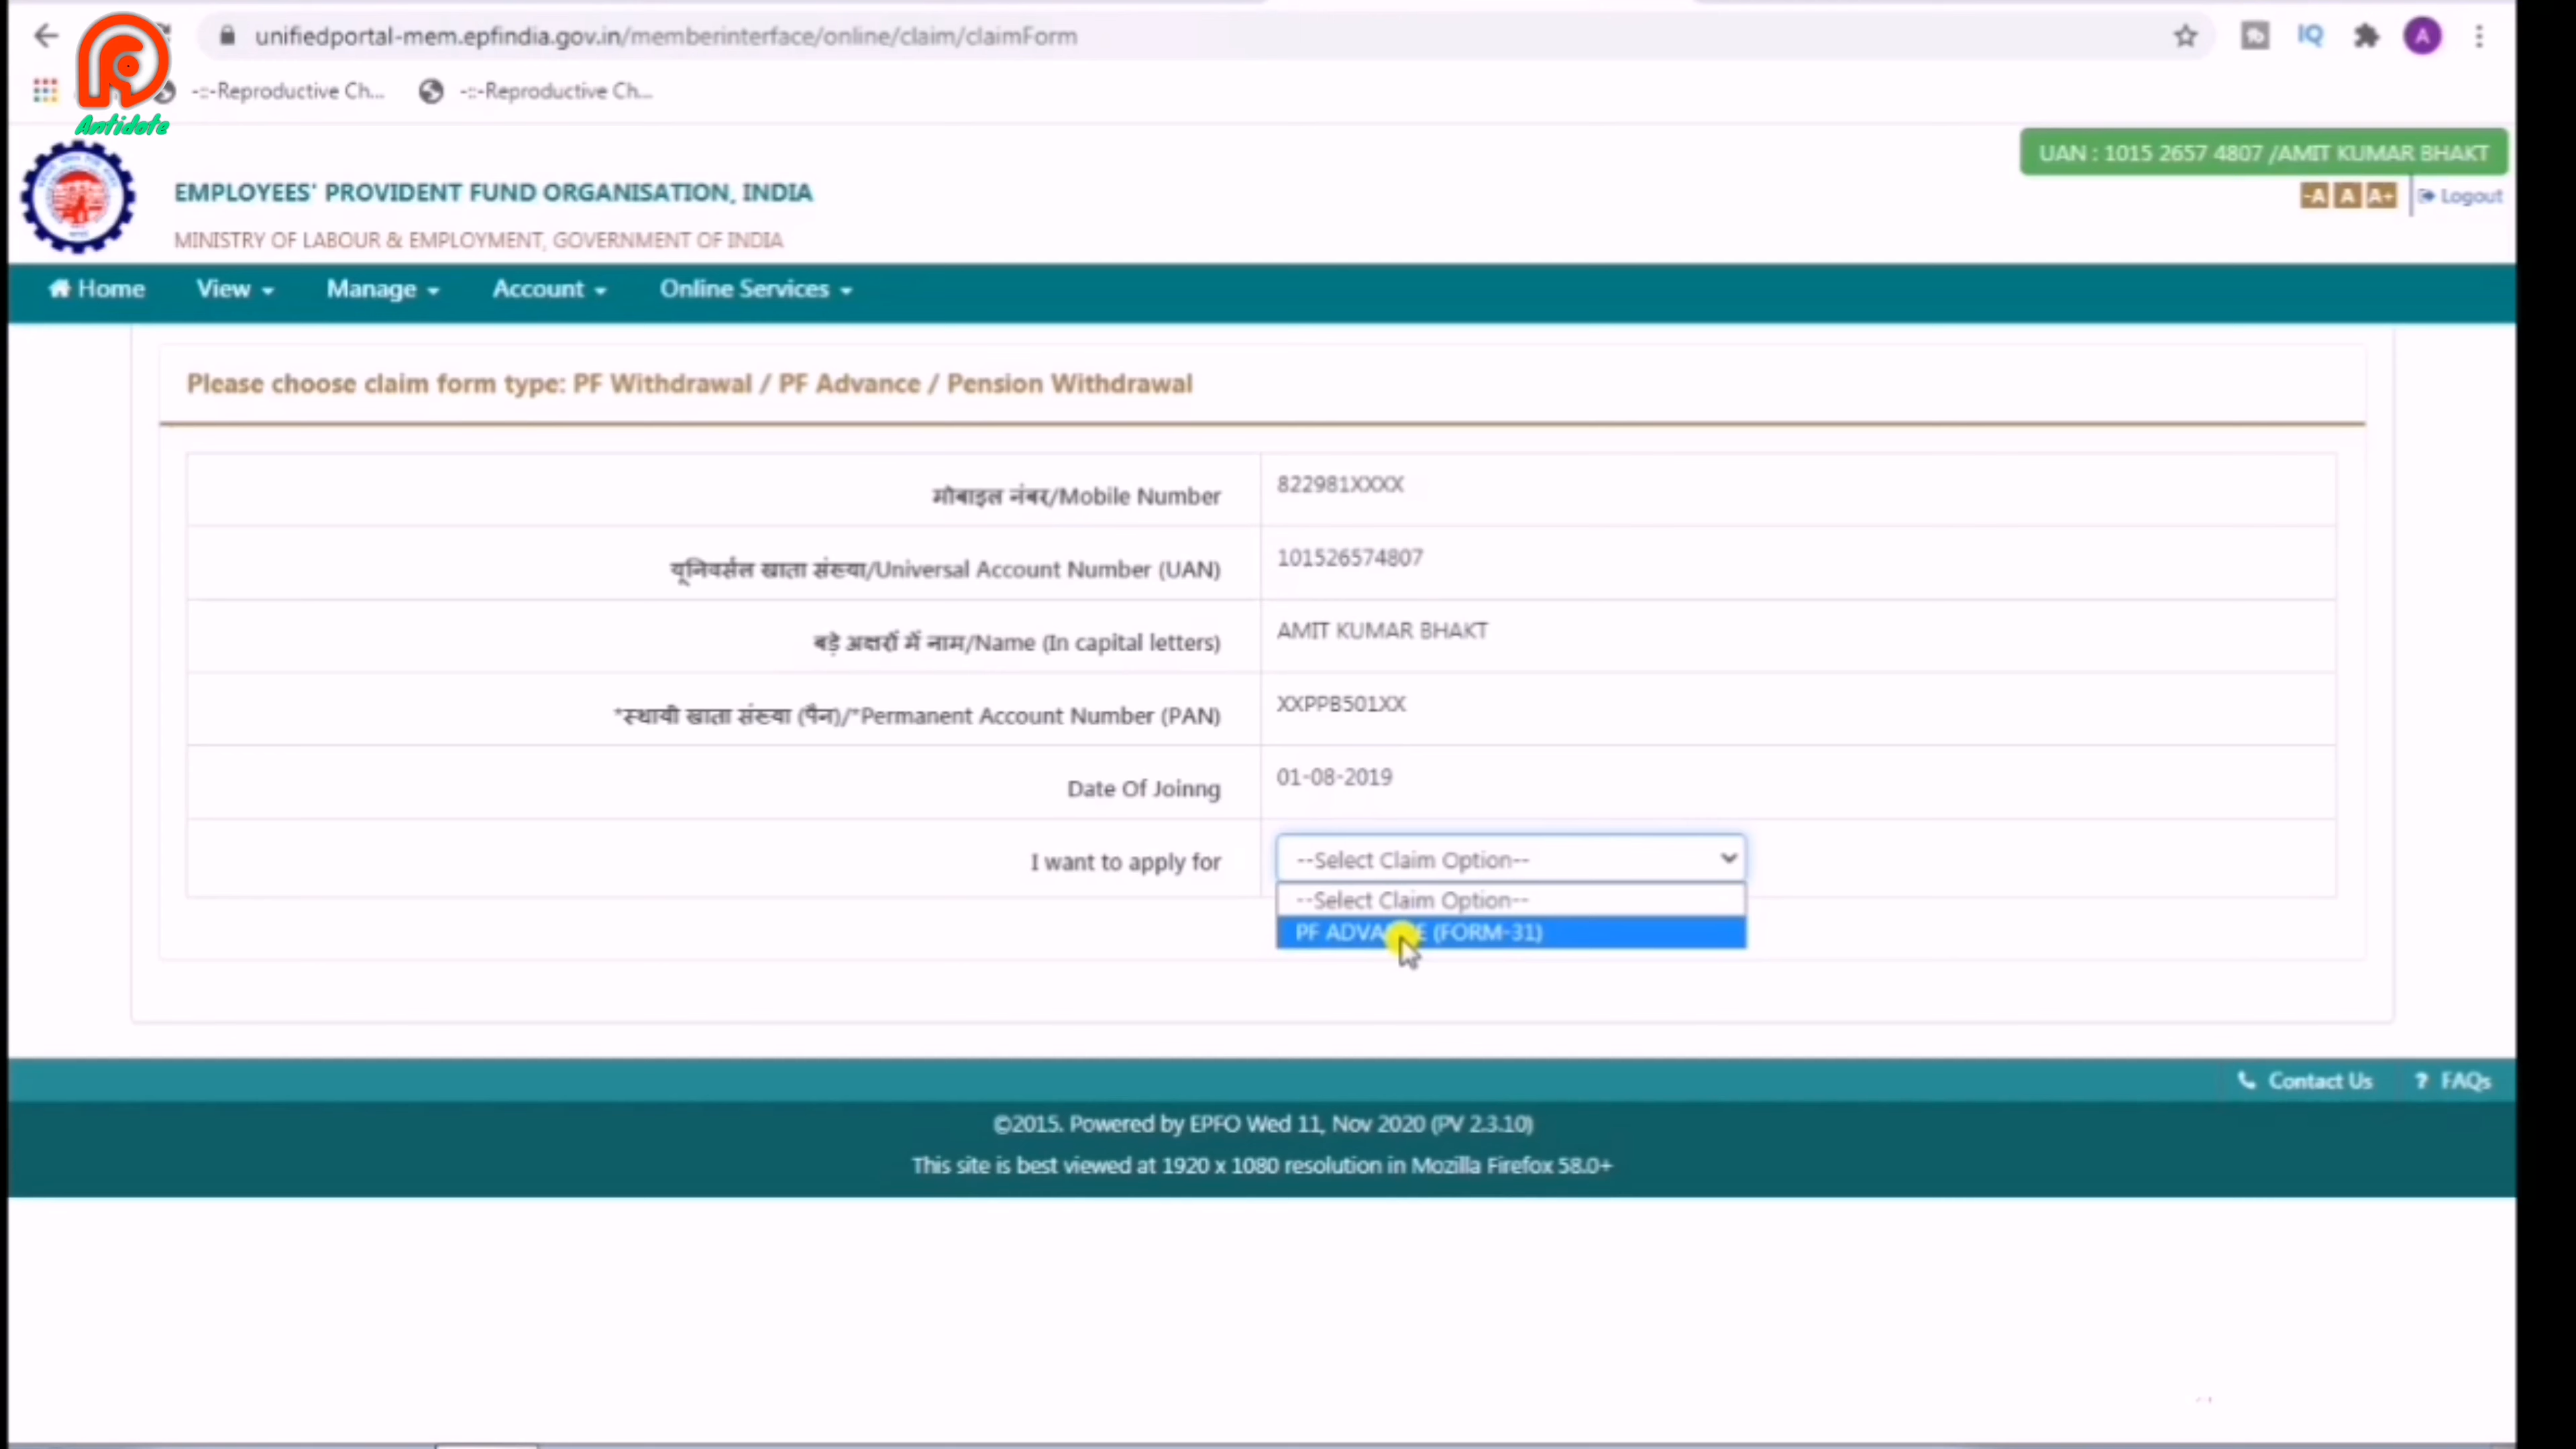 unifiedportal-mem.epfindia.gov.in/memberinterface/online/claim/claimForm
IQ
A
-::-Reproductive Ch...
-::-Reproductive Ch...
Antidote
UAN : 1015 2657 4807 /AMIT KUMAR BHAKT
EMPLOYEES' PROVIDENT FUND ORGANISATION, INDIA
-A A A+ Logout
MINISTRY OF LABOUR & EMPLOYMENT, GOVERNMENT OF INDIA
Home View Manage Account Online Services
Please choose claim form type: PF Withdrawal / PF Advance / Pension Withdrawal
मोबाइल नंबर/Mobile Number 822981XXXX
यूनिवर्सल खाता संख्या/Universal Account Number (UAN) 101526574807
बड़े अक्षरों में नाम/Name (In capital letters) AMIT KUMAR BHAKT
*स्थायी खाता संख्या (पैन)/*Permanent Account Number (PAN) XXPPB501XX
Date Of Joinng 01-08-2019
I want to apply for --Select Claim Option--
--Select Claim Option--
PF ADVANCE (FORM-31)
Contact Us ? FAQs
©2015. Powered by EPFO Wed 11, Nov 2020 (PV 2.3.10)
This site is best viewed at 1920 x 1080 resolution in Mozilla Firefox 58.0+